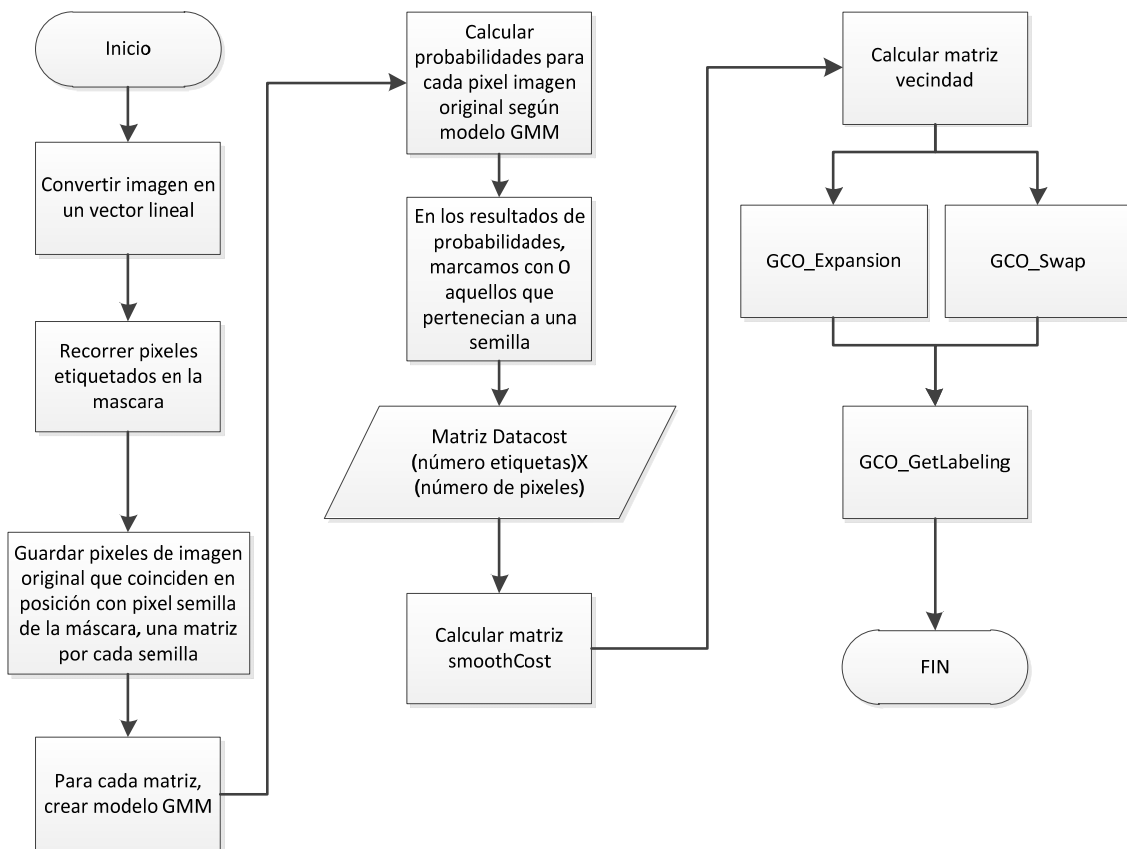 Inicio
Convertir imagen en
un vector lineal
Recorrer pixeles
etiquetados en la
mascara
Guardar pixeles de imagen
original que coinciden en
posición con pixel semilla
de la máscara, una matriz
por cada semilla
Para cada matriz,
crear modelo GMM
Calcular
probabilidades para
cada pixel imagen
original según
modelo GMM
En los resultados de
probabilidades,
marcamos con 0
aquellos que
pertenecian a una
semilla
Matriz Datacost
(número etiquetas)X
(número de pixeles)
Calcular matriz
smoothCost
Calcular matriz
vecindad
GCO_Expansion
GCO_Swap
GCO_GetLabeling
FIN